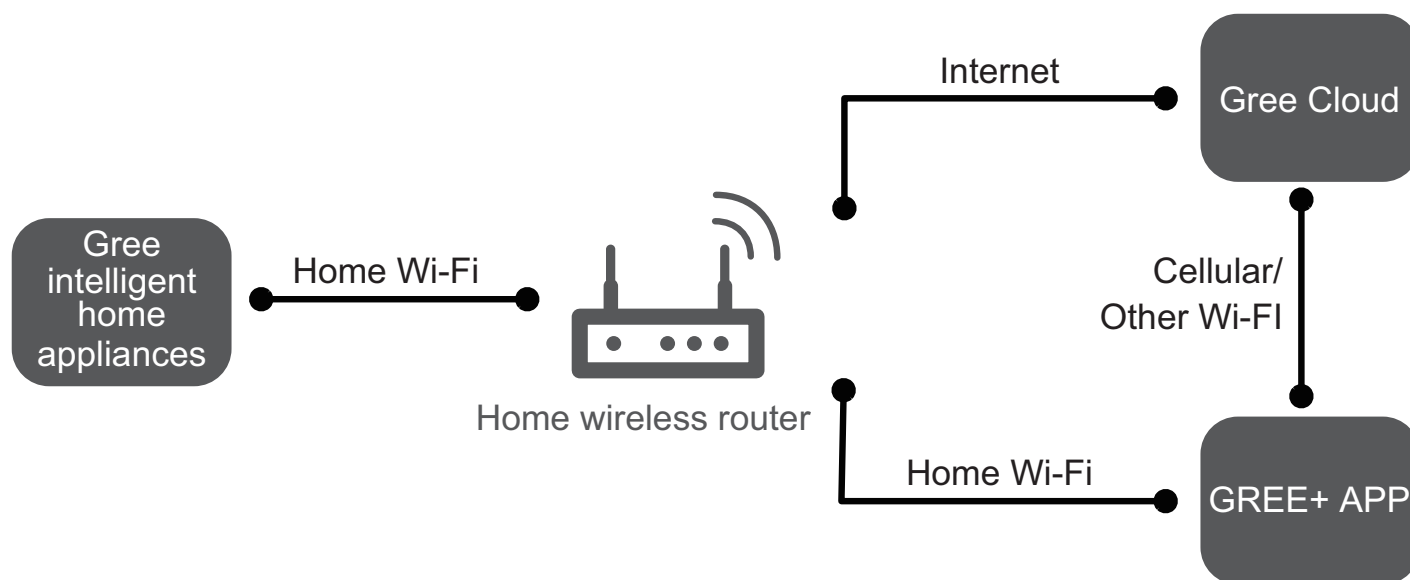 Internet
Gree Cloud
Gree
intelligent
home
appliances
Home Wi-Fi
Cellular/
Other Wi-FI
Home wireless router
Home Wi-Fi
GREE+ APP